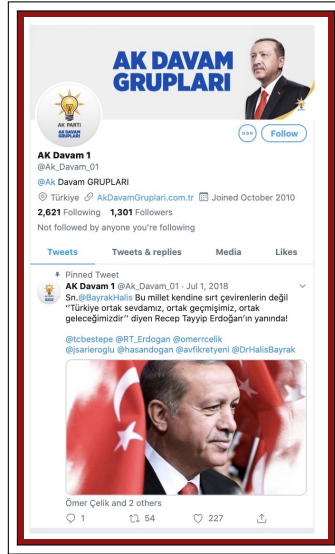 AK DAVAM
GRUPLARI
AK PARTİ
AK DAVAM
GRUPLARI
Follow
AK Davam 1
@Ak_Davam_01
@Ak Davam GRUPLARI
Türkiye AkDavamGruplari.com.tr Joined October 2010
2,621 Following 1,301 Followers
Not followed by anyone you're following
Tweets Tweets & replies Media Likes
Pinned Tweet
AK Davam 1 @Ak_Davam_01 · Jul 1, 2018
Sn.@BayrakHalis Bu millet kendine sırt çevirenlerin değil
''Türkiye ortak sevdamız, ortak geçmişimiz, ortak
geleceğimizdir'' diyen Recep Tayyip Erdoğan'ın yanında!
@tcbestepe @RT_Erdogan @omerrcelik
@jsarieroglu @hasandogan @avfikretyeni @DrHalisBayrak
Ömer Çelik and 2 others
1 54 227